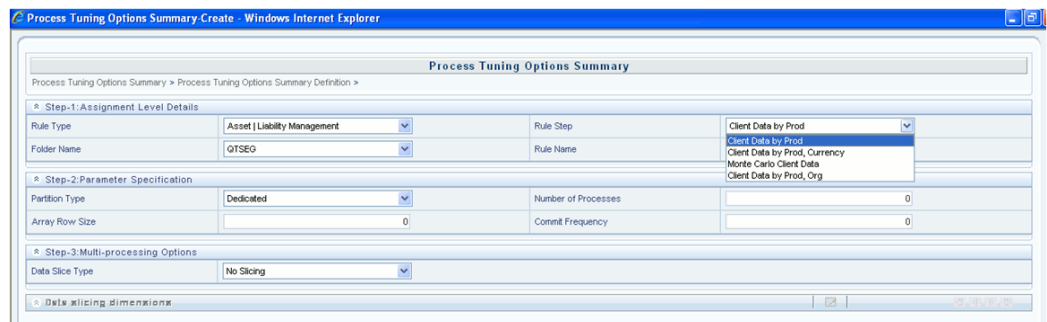 Process Tuning Options Summary-Create - Windows Internet Explorer
Process Tuning Options Summary
Process Tuning Options Summary > Process Tuning Options Summary Definition >
Step-1:Assignment Level Details
Rule Type Asset | Liability Management Rule Step Client Data by Prod
Folder Name QTSEG Rule Name
Client Data by Prod
Client Data by Prod, Currency
Monte Carlo Client Data
Client Data by Prod, Org
Step-2:Parameter Specification
Partition Type Dedicated Number of Processes 0
Array Row Size 0 Commit Frequency 0
Step-3:Multi-processing Options
Data Slice Type No Slicing
Data slicing dimensions